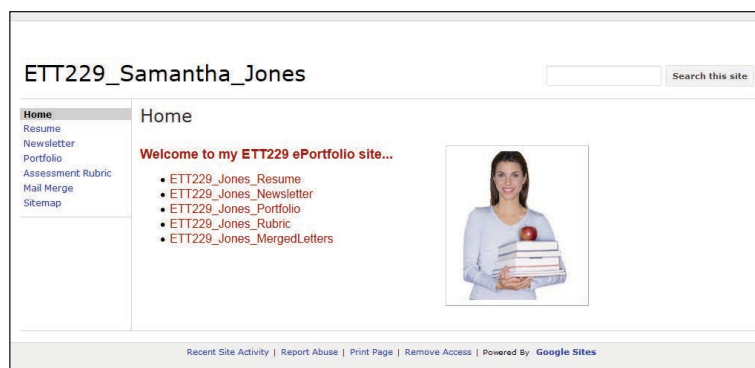 ETT229_Samantha_Jones
Search this site
Home
Resume
Newsletter
Portfolio
Assessment Rubric
Mail Merge
Sitemap
Home
Welcome to my ETT229 ePortfolio site...
• ETT229_Jones_Resume
• ETT229_Jones_Newsletter
• ETT229_Jones_Portfolio
• ETT229_Jones_Rubric
• ETT229_Jones_MergedLetters
Recent Site Activity | Report Abuse | Print Page | Remove Access | Powered By Google Sites